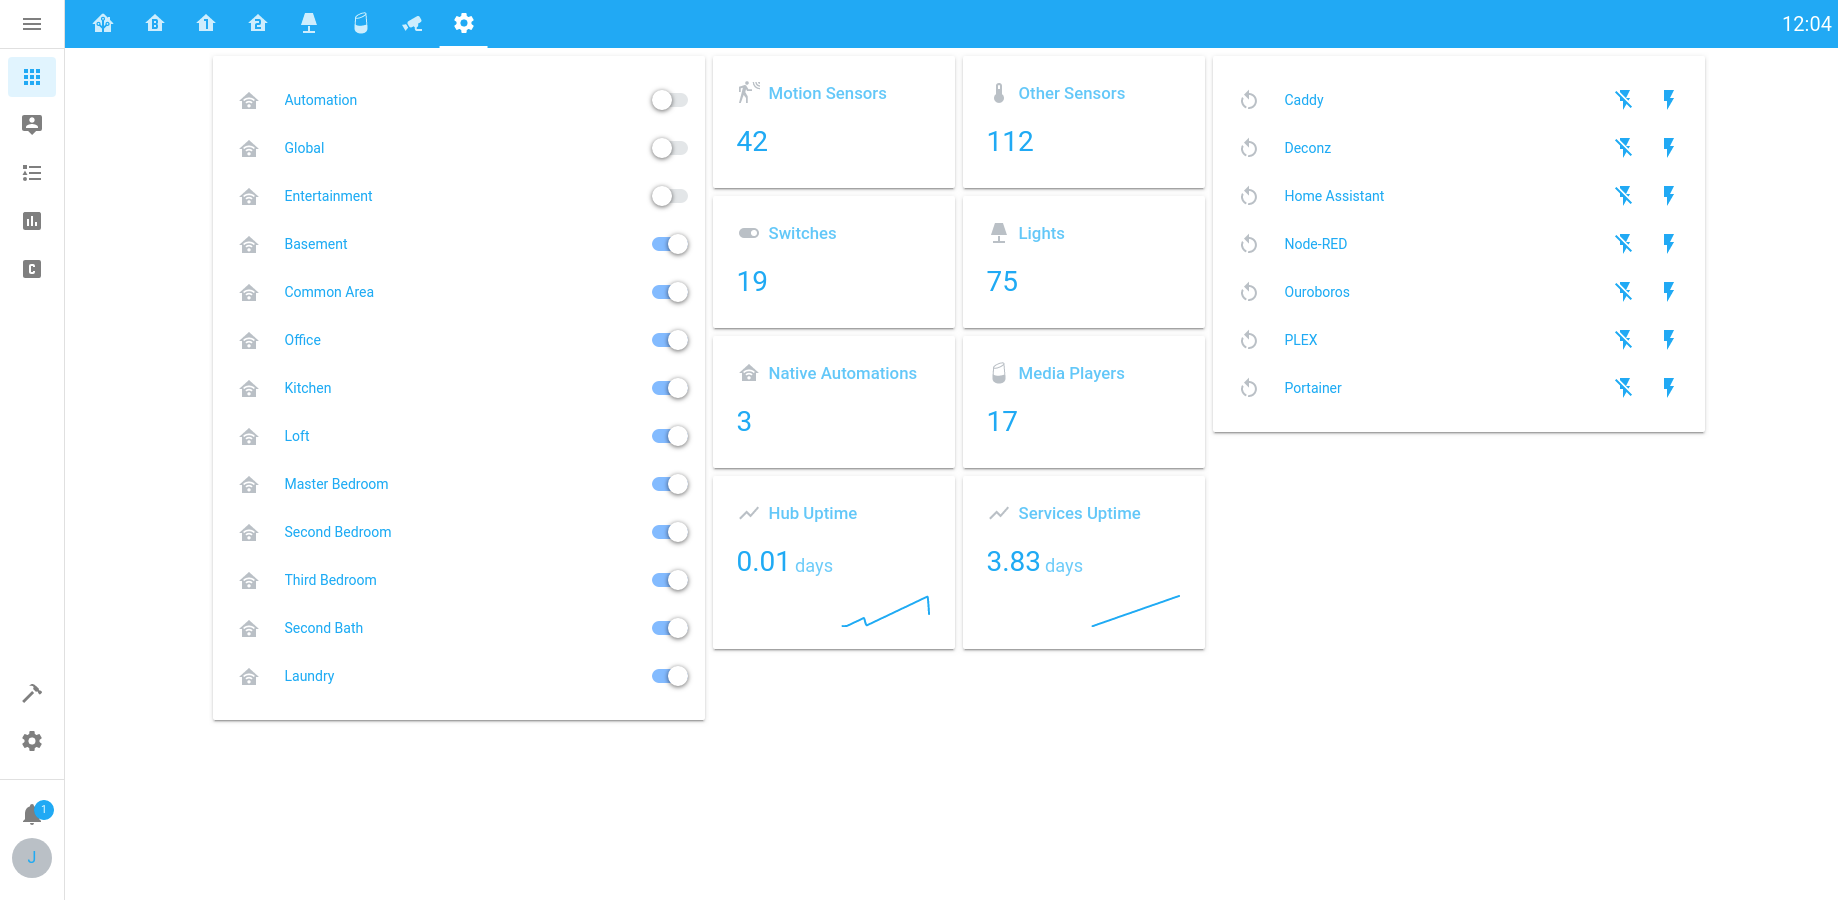 B 1 2 12:04
Automation
Global
Entertainment
Basement
Common Area
Office
Kitchen
Loft
Master Bedroom
Second Bedroom
Third Bedroom
Second Bath
Laundry
Motion Sensors
42
Other Sensors
112
Switches
19
Lights
75
Native Automations
3
Media Players
17
Hub Uptime
0.01 days
Services Uptime
3.83 days
Caddy
Deconz
Home Assistant
Node-RED
Ouroboros
PLEX
Portainer
C
1
J